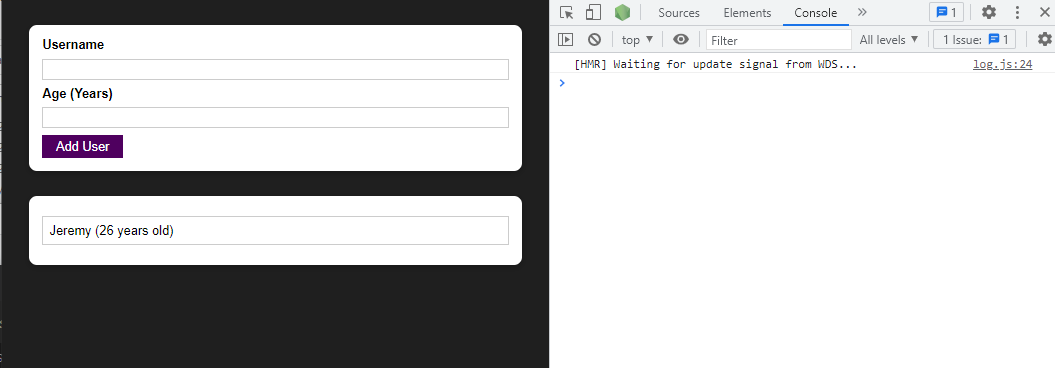 Username
Age (Years)
Add User
Jeremy (26 years old)
Sources Elements Console » 1
top ▼ Filter All levels ▼ 1 Issue: 1
[HMR] Waiting for update signal from WDS... log.js:24
>